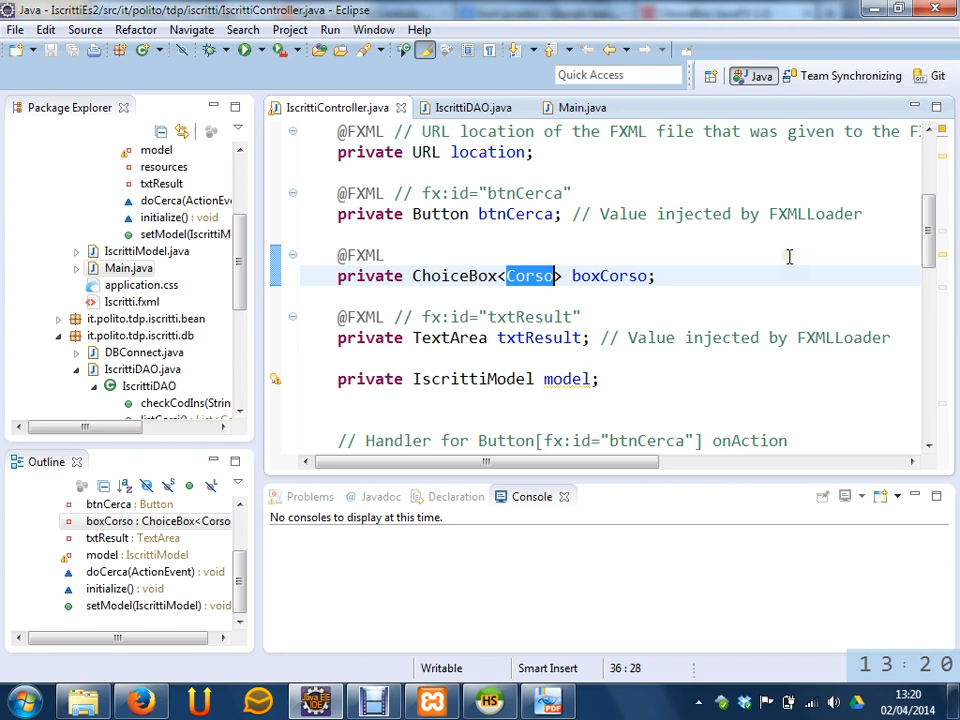 Java - IscrittiEs2/src/it/polito/tdp/iscritti/IscrittiController.java - Eclipse
File Edit Source Refactor Navigate Search Project Run Window Help
Quick Access
Java
Team Synchronizing
Git
Package Explorer
model
resources
txtResult
doCerca(ActionEvent
initialize() : void
setModel(IscrittiM
IscrittiModel.java
Main.java
application.css
Iscritti.fxml
it.polito.tdp.iscritti.bean
it.polito.tdp.iscritti.db
DBConnect.java
IscrittiDAO.java
IscrittiDAO
checkCodIns(Strin
IscrittiController.java
IscrittiDAO.java
Main.java
@FXML // URL location of the FXML file that was given to the F
private URL location;
@FXML // fx:id="btnCerca"
private Button btnCerca; // Value injected by FXMLLoader
@FXML
private ChoiceBox<Corso> boxCorso;
@FXML // fx:id="txtResult"
private TextArea txtResult; // Value injected by FXMLLoader
private IscrittiModel model;
// Handler for Button[fx:id="btnCerca"] onAction
Outline
btnCerca : Button
boxCorso : ChoiceBox<Corso
txtResult : TextArea
model : IscrittiModel
doCerca(ActionEvent) : void
initialize() : void
setModel(IscrittiModel) : void
Problems
@ Javadoc
Declaration
Console
No consoles to display at this time.
Writable
Smart Insert
36 : 28
13:20
13:20
02/04/2014